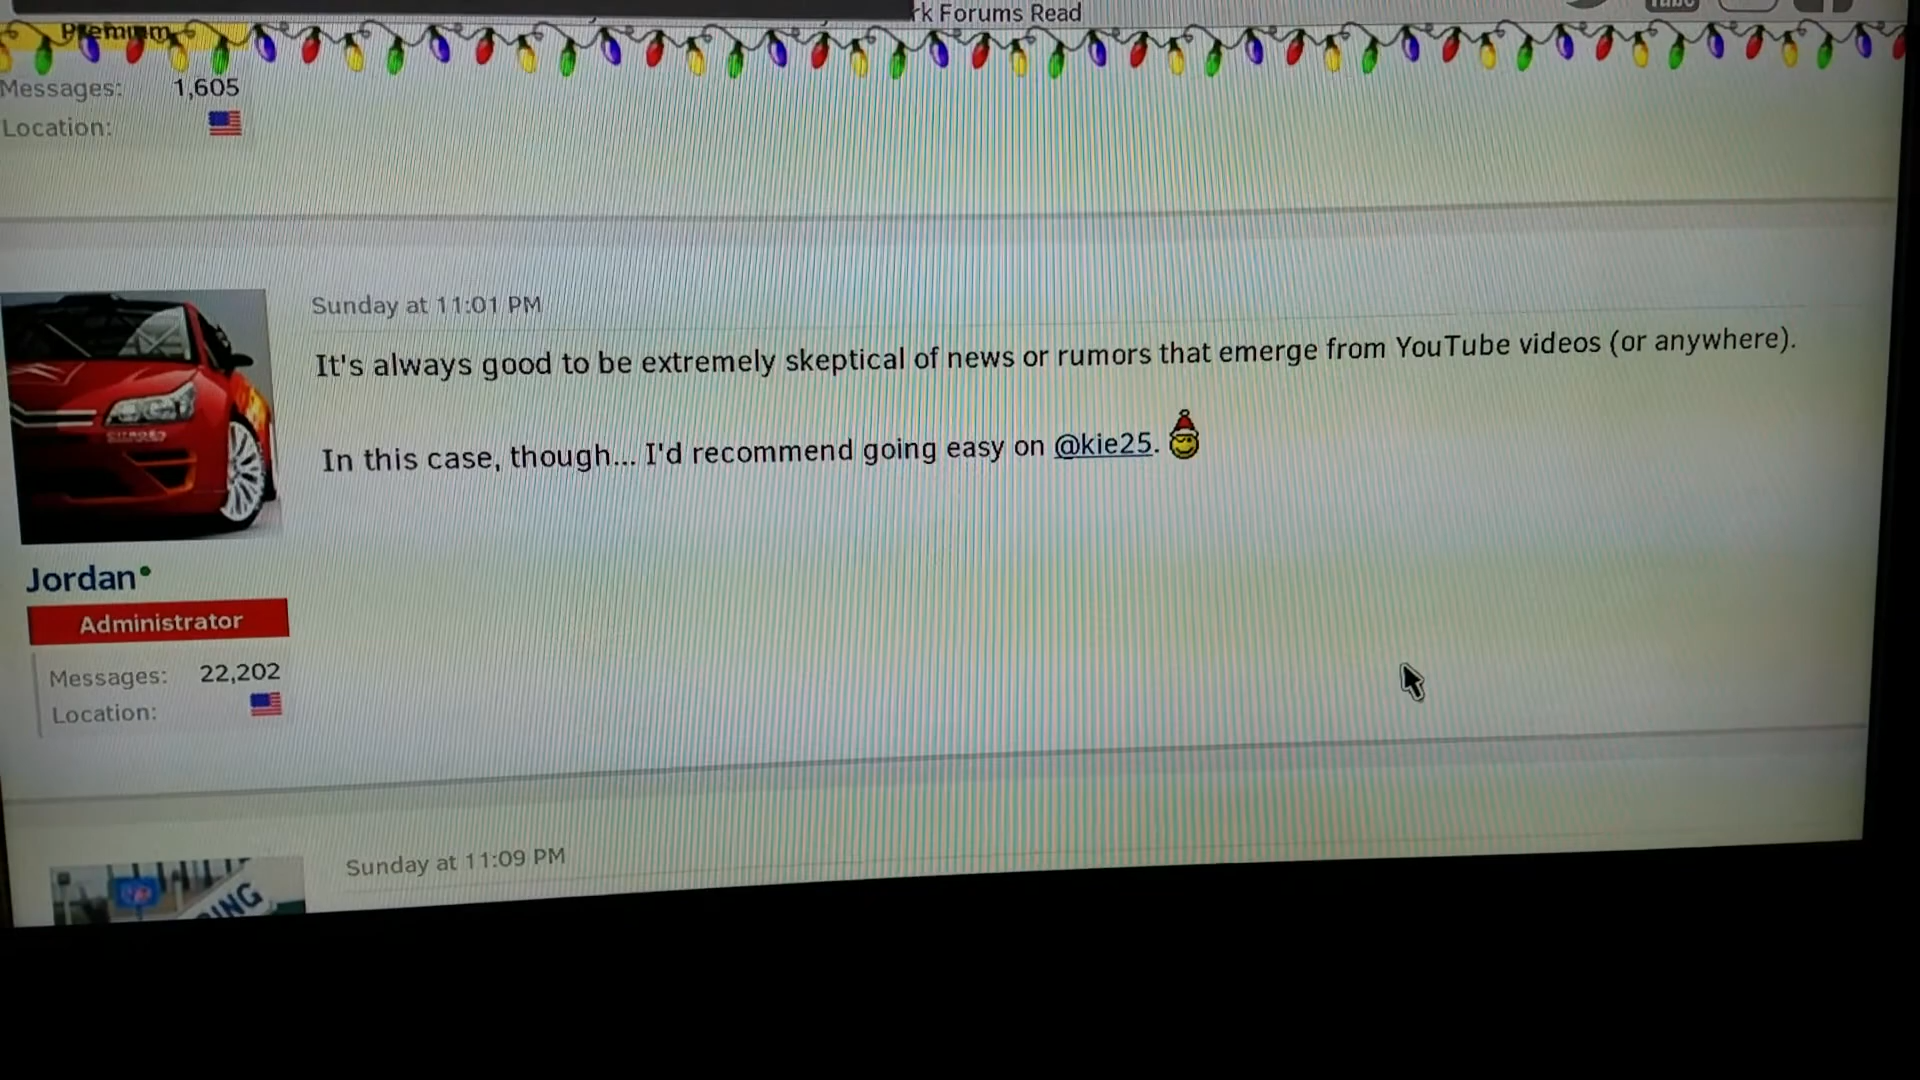 rk Forums Read
Premium
Messages: 1,605
Location:
Sunday at 11:01 PM
It's always good to be extremely skeptical of news or rumors that emerge from YouTube videos (or anywhere).
In this case, though... I'd recommend going easy on @kie25.
CITROËN
Jordan
Administrator
Messages: 22,202
Location:
Sunday at 11:09 PM
ING